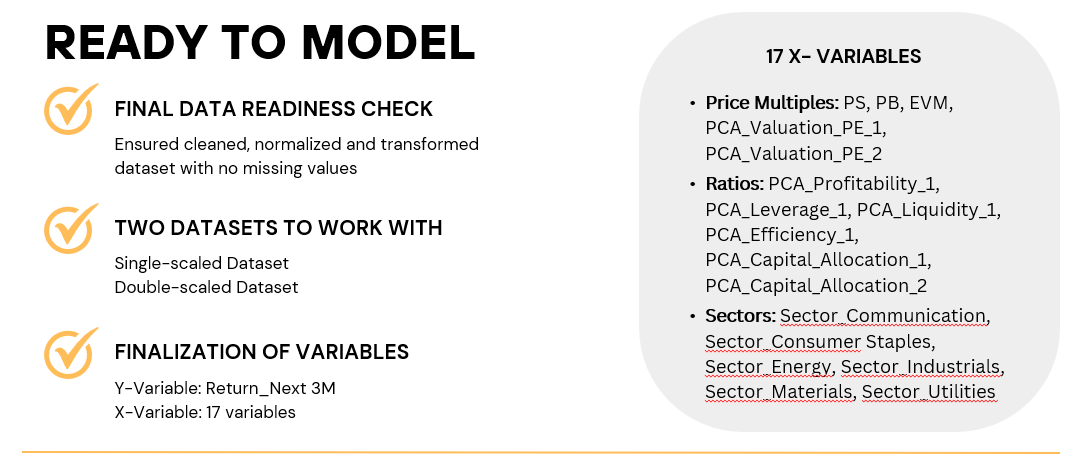 READY TO MODEL
FINAL DATA READINESS CHECK
Ensured cleaned, normalized and transformed
dataset with no missing values
TWO DATASETS TO WORK WITH
Single-scaled Dataset
Double-scaled Dataset
FINALIZATION OF VARIABLES
Y-Variable: Return_Next 3M
X-Variable: 17 variables
17 X- VARIABLES
• Price Multiples: PS, PB, EVM,
PCA_Valuation_PE_1,
PCA_Valuation_PE_2
• Ratios: PCA_Profitability_1,
PCA_Leverage_1, PCA_Liquidity_1,
PCA_Efficiency_1,
PCA_Capital_Allocation_1,
PCA_Capital_Allocation_2
• Sectors: Sector_Communication,
Sector_Consumer Staples,
Sector_Energy, Sector_Industrials,
Sector_Materials, Sector_Utilities